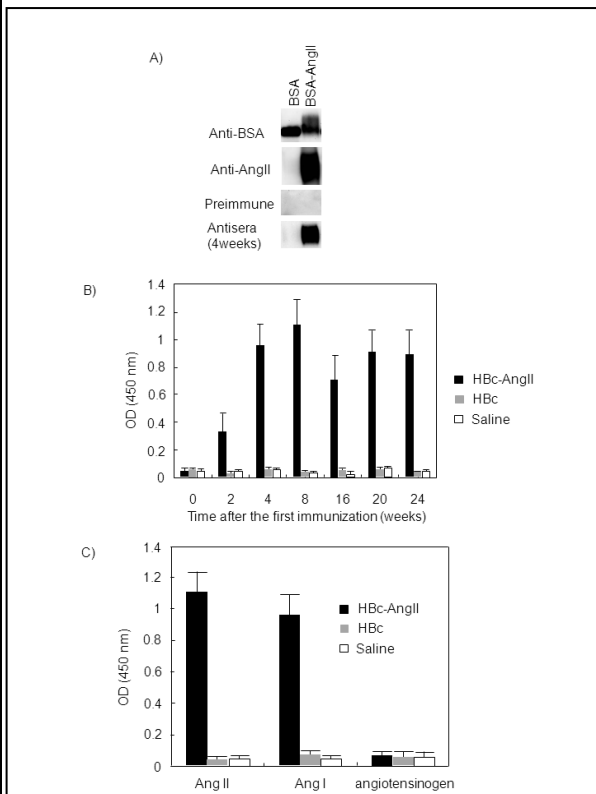 A)
BSA
BSA-AngII
Anti-BSA
Anti-AngII
Preimmune
Antisera
(4weeks)
B)
1.4
1.2
1
0.8
0.6
0.4
0.2
0
OD (450 nm)
0 2 4 8 16 20 24
Time after the first immunization (weeks)
HBc-AngII
HBc
Saline
C)
1.4
1.2
1
0.8
0.6
0.4
0.2
0
OD (450 nm)
HBc-AngII
HBc
Saline
Ang II Ang I angiotensinogen